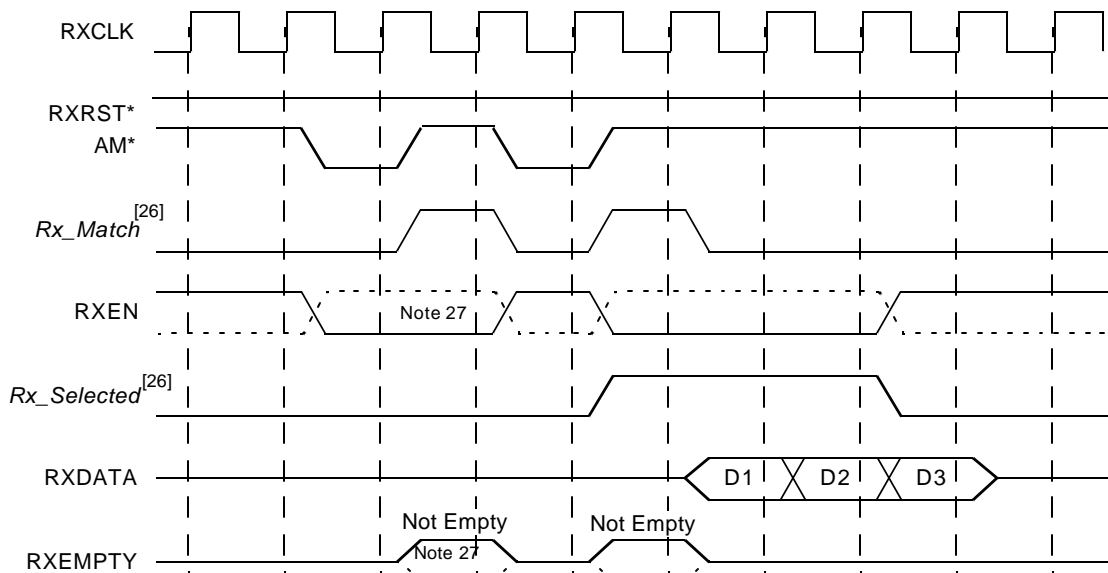 RXCLK
RXRST*
AM*
Rx_Match[26]
RXEN
Note 27
Rx_Selected[26]
RXDATA
D1 D2 D3
Not Empty Not Empty
Note 27
RXEMPTY